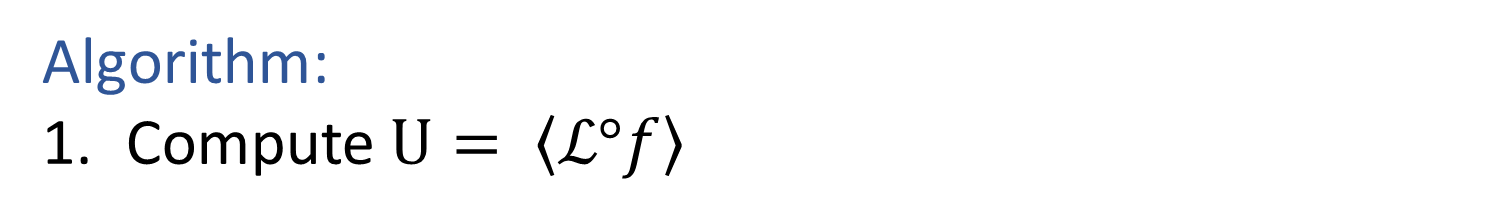 Algorithm:
1. Compute U = ⟨ℒ°f⟩